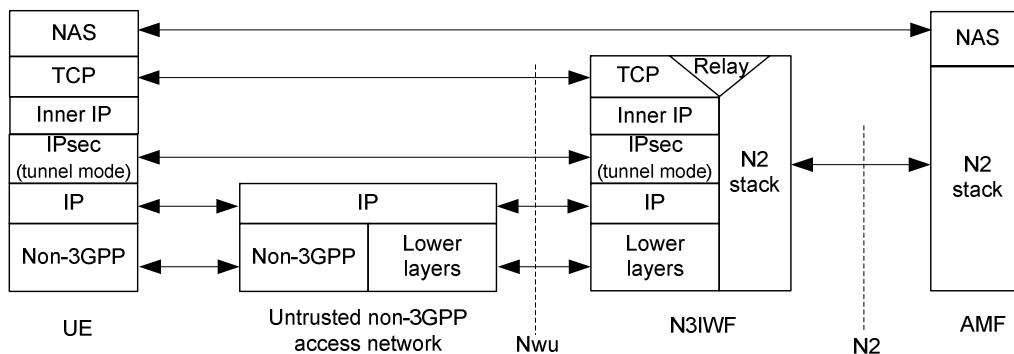 NAS
TCP
Inner IP
IPsec
(tunnel mode)
IP
Non-3GPP
UE
IP
Non-3GPP
Lower
layers
Untrusted non-3GPP
access network
Nwu
TCP
Relay
Inner IP
IPsec
(tunnel mode)
IP
Lower
layers
N2
stack
N3IWF
N2
NAS
N2
stack
AMF